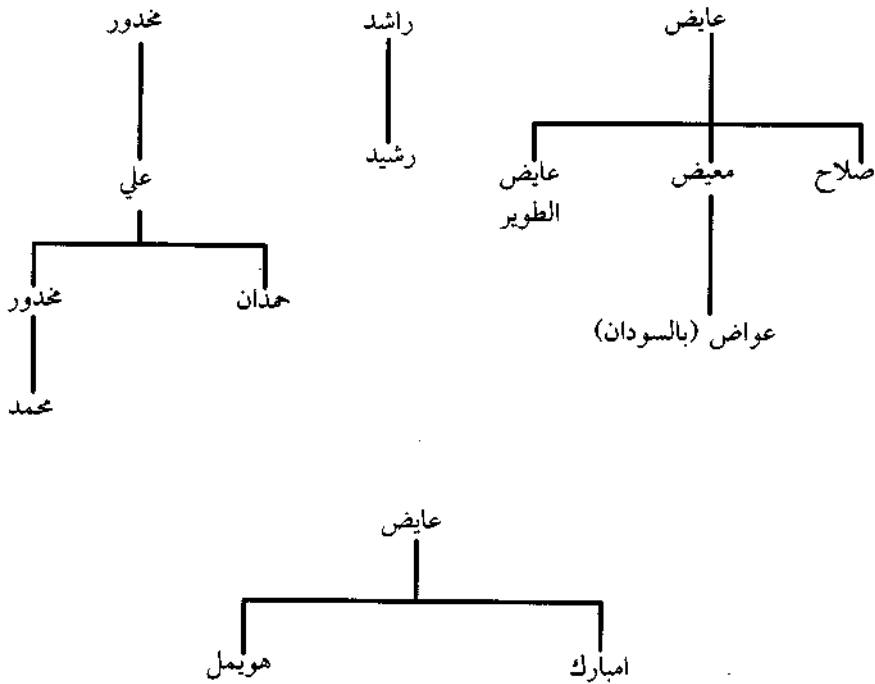 عايض
راشد
مخدور
صلاح
معيض
عايض
الطوير
رشيد
علي
عواض (بالسودان)
حمدان
مخدور
محمد
عايض
امبارك
هويمل